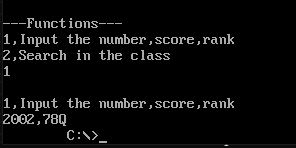 ---Functions---
1,Input the number,score,rank
2,Search in the class
1
1,Input the number,score,rank
2002,78Q
C:\>_